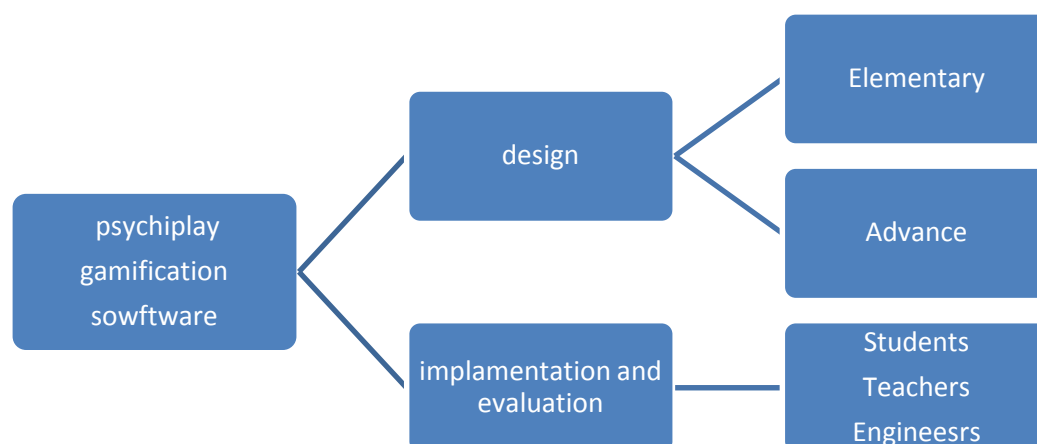 psychiplay
gamification
sowftware
design
Elementary
Advance
implamentation and
evaluation
Students
Teachers
Engineesrs